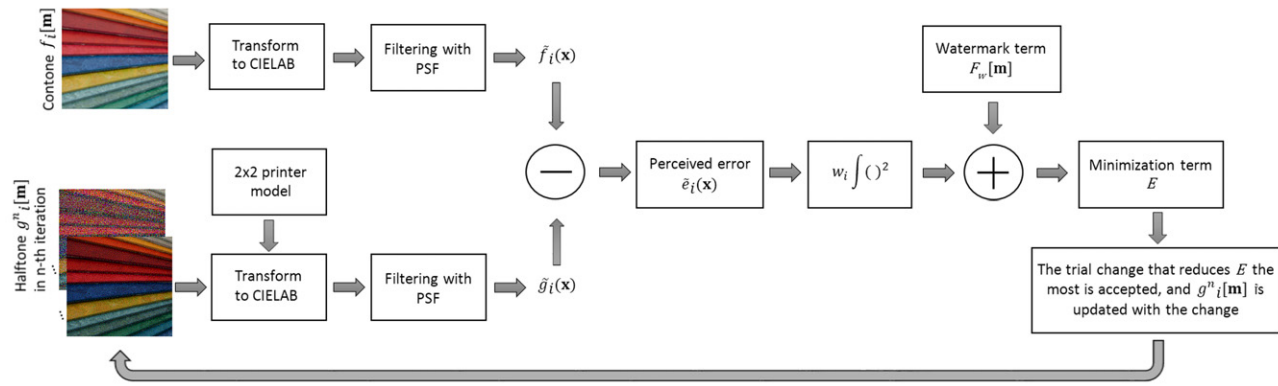 Contone f_i[m]
Transform
to CIELAB
Filtering with
PSF
f̃_i(x)
Watermark term
F_w[m]
2x2 printer
model
−
Perceived error
ẽ_i(x)
w_i ∫( )²
+
Minimization term
E
Halftone gⁿ_i[m]
in n-th iteration
Transform
to CIELAB
Filtering with
PSF
g̃_i(x)
The trial change that reduces E the
most is accepted, and gⁿ_i[m] is
updated with the change